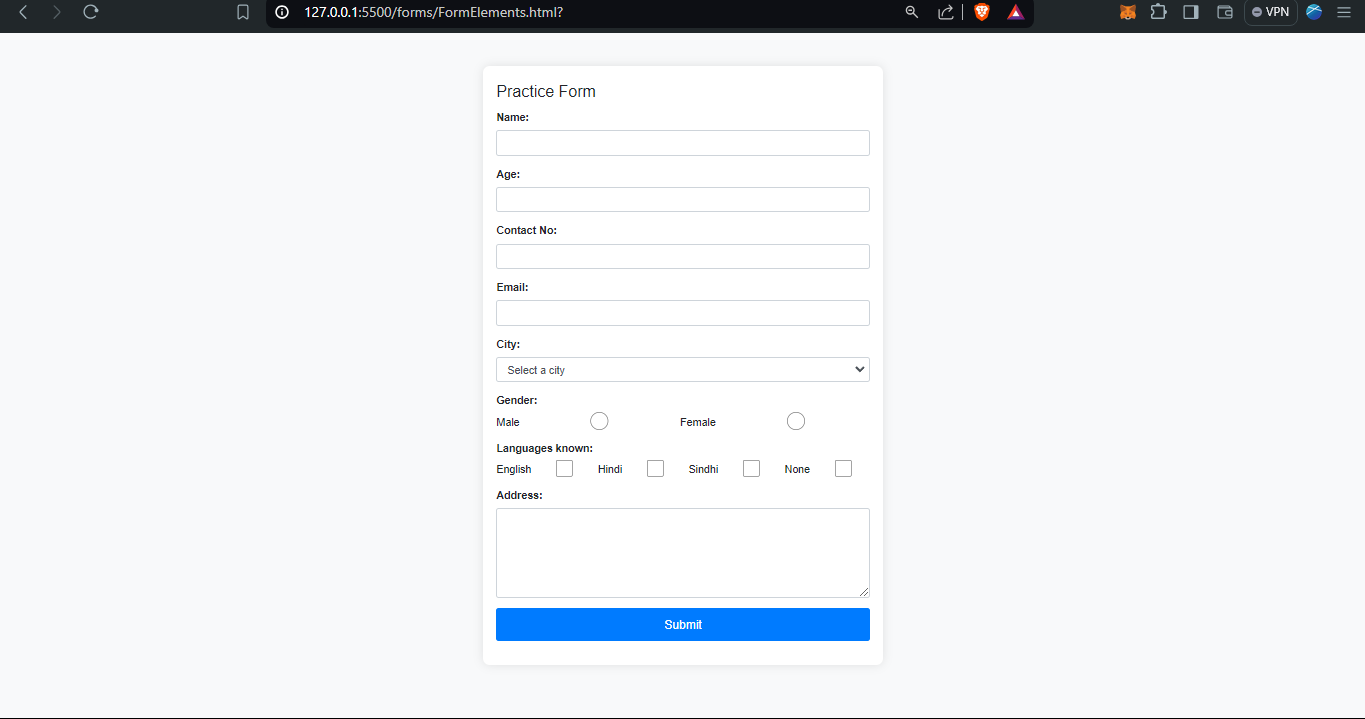 127.0.0.1:5500/forms/FormElements.html?
VPN
Practice Form
Name:
Age:
Contact No:
Email:
City:
Select a city
Gender:
Male Female
Languages known:
English Hindi Sindhi None
Address:
Submit